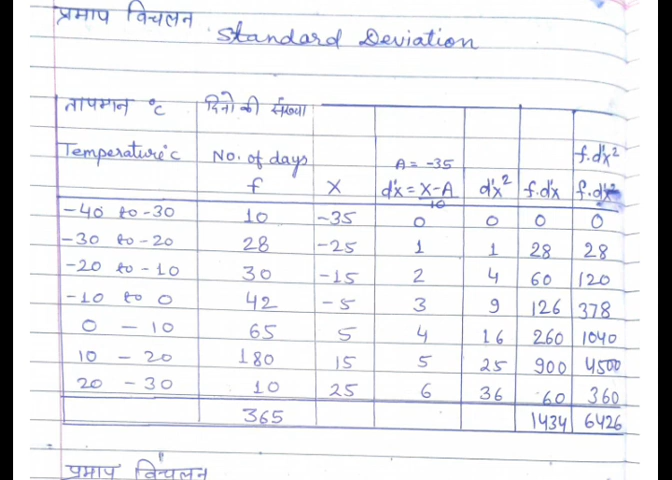 प्रमाप विचलन Standard Deviation
तापमान °C दिनो की संख्या
Temperature°C No. of days A = -35 f.d'x²
f X d'x = X-A/10 d'x² f.d'x f.d'x²
-40 to -30 10 -35 0 0 0 0
-30 to -20 28 -25 1 1 28 28
-20 to -10 30 -15 2 4 60 120
-10 to 0 42 -5 3 9 126 378
0 - 10 65 5 4 16 260 1040
10 - 20 180 15 5 25 900 4500
20 - 30 10 25 6 36 60 360
365 1434 6426
प्रमाप विचलन